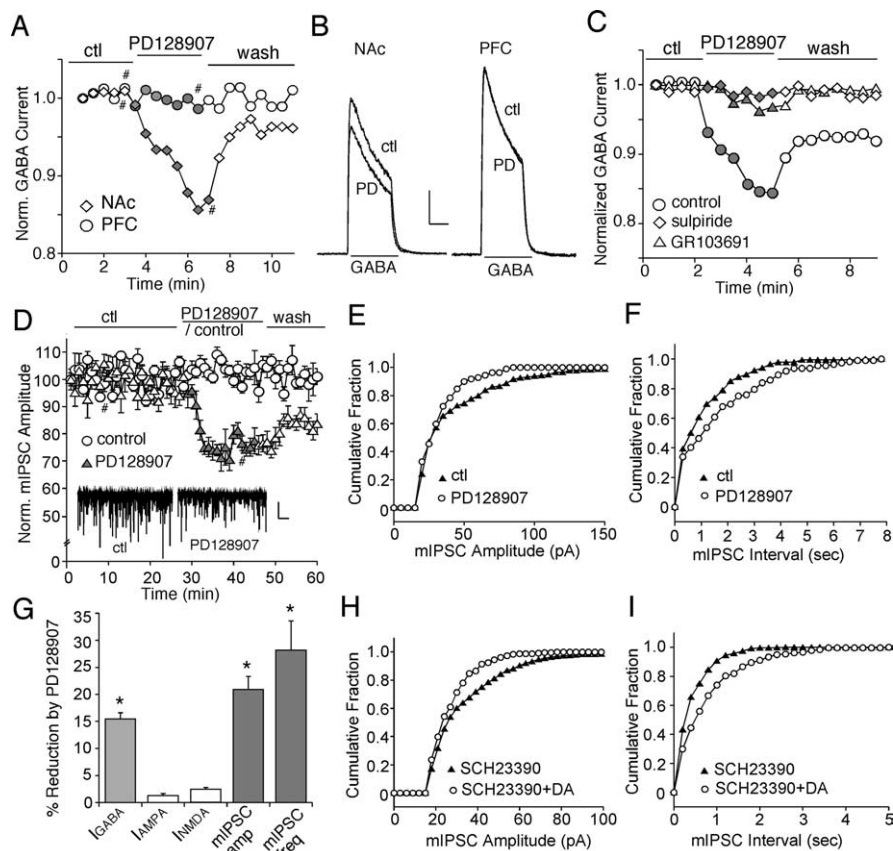 A
ctl
PD128907
wash
#
#
#
#
Norm. GABA Current
1.0
0.9
0.8
NAc
PFC
0 2 4 6 8 10
Time (min)
B
NAc
PFC
ctl
ctl
PD
PD
GABA
GABA
C
ctl
PD128907
wash
Normalized GABA Current
1.0
0.9
0.8
control
sulpiride
GR103691
0 2 4 6 8
Time (min)
D
ctl
PD128907
/ control
wash
Norm. mIPSC Amplitude
110
100
90
80
70
60
50
0
#
#
control
PD128907
ctl
PD128907
0 10 20 30 40 50 60
Time (min)
E
Cumulative Fraction
1.0
0.8
0.6
0.4
0.2
0
ctl
PD128907
0 50 100 150
mIPSC Amplitude (pA)
F
Cumulative Fraction
1.0
0.8
0.6
0.4
0.2
0
ctl
PD128907
0 1 2 3 4 5 6 7 8
mIPSC Interval (sec)
G
% Reduction by PD128907
35
30
25
20
15
10
5
0
*
*
*
IGABA
IAMPA
INMDA
mIPSC
amp
mIPSC
H
Cumulative Fraction
1.0
0.8
0.6
0.4
0.2
0
SCH23390
SCH23390+DA
0 20 40 60 80 100
mIPSC Amplitude (pA)
I
Cumulative Fraction
1.0
0.8
0.6
0.4
0.2
0
SCH23390
SCH23390+DA
0 1 2 3 4 5
mIPSC Interval (sec)